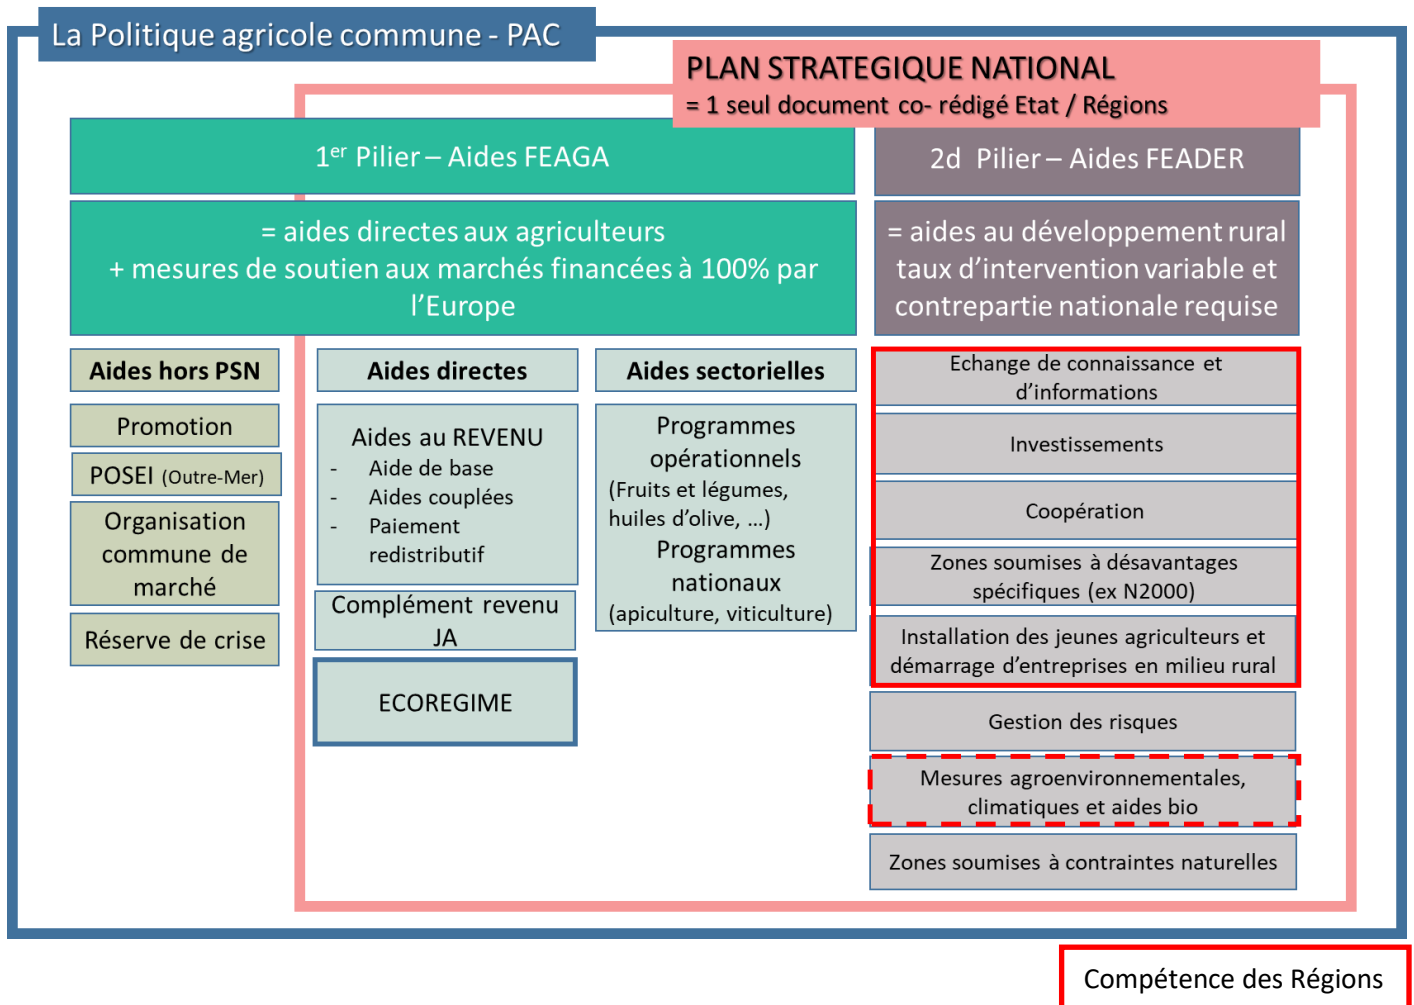 La Politique agricole commune - PAC
PLAN STRATEGIQUE NATIONAL
= 1 seul document co- rédigé Etat / Régions
1er Pilier – Aides FEAGA
2d Pilier – Aides FEADER
= aides directes aux agriculteurs
+ mesures de soutien aux marchés financées à 100% par
l’Europe
= aides au développement rural
taux d’intervention variable et
contrepartie nationale requise
Aides hors PSN
Promotion
POSEI (Outre-Mer)
Organisation
commune de
marché
Réserve de crise
Aides directes
Aides au REVENU
- Aide de base
- Aides couplées
- Paiement
redistributif
Complément revenu
JA
ECOREGIME
Aides sectorielles
Programmes
opérationnels
(Fruits et légumes,
huiles d’olive, …)
Programmes
nationaux
(apiculture, viticulture)
Echange de connaissance et
d’informations
Investissements
Coopération
Zones soumises à désavantages
spécifiques (ex N2000)
Installation des jeunes agriculteurs et
démarrage d’entreprises en milieu rural
Gestion des risques
Mesures agroenvironnementales,
climatiques et aides bio
Zones soumises à contraintes naturelles
Compétence des Régions